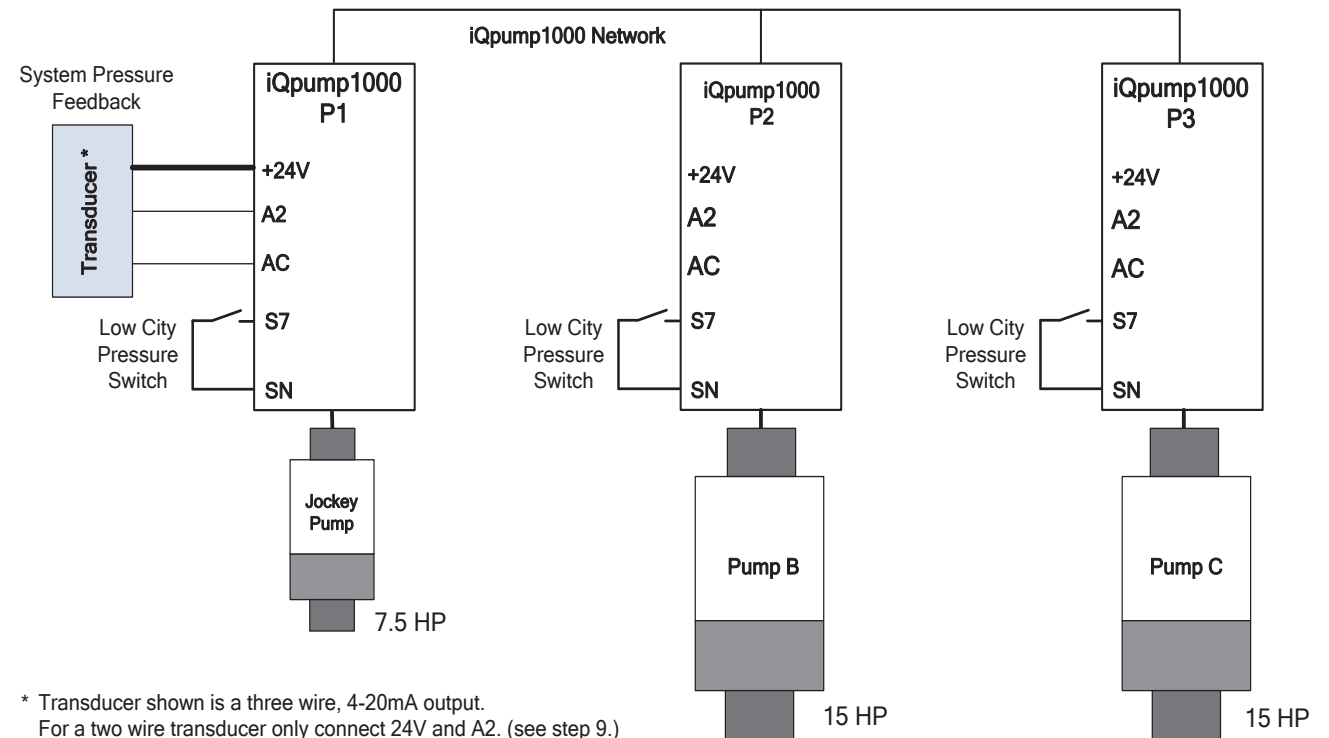 iQpump1000 Network
System Pressure
Feedback
Transducer *
iQpump1000
P1
+24V
A2
AC
S7
SN
Low City
Pressure
Switch
Jockey
Pump
7.5 HP
iQpump1000
P2
+24V
A2
AC
S7
SN
Low City
Pressure
Switch
Pump B
15 HP
iQpump1000
P3
+24V
A2
AC
S7
SN
Low City
Pressure
Switch
Pump C
15 HP
* Transducer shown is a three wire, 4-20mA output.
For a two wire transducer only connect 24V and A2. (see step 9.)